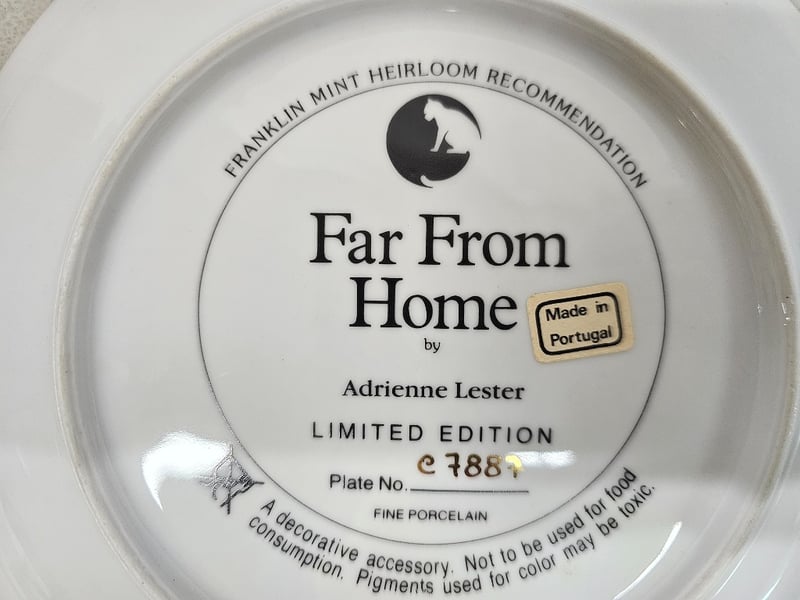 FRANKLIN MINT HEIRLOOM RECOMMENDATION
Far From
Home
by
Adrienne Lester
Made in
Portugal
LIMITED EDITION
Plate No.
FINE PORCELAIN
A decorative accessory. Not to be used for food
consumption. Pigments used for color may be toxic.